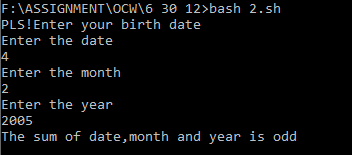 F:\ASSIGNMENT\OCW\6 30 12>bash 2.sh
PLS!Enter your birth date
Enter the date
4
Enter the month
2
Enter the year
2005
The sum of date,month and year is odd